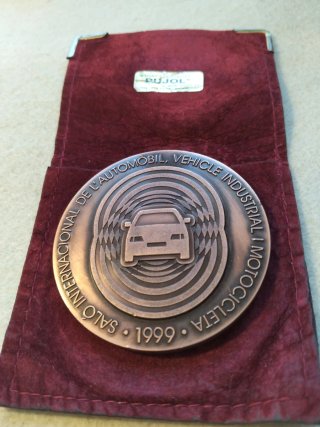 PUJOL
SALÓ INTERNACIONAL DE L'AUTOMÒBIL, VEHICLE INDUSTRIAL I MOTOCICLETA
· 1999 ·